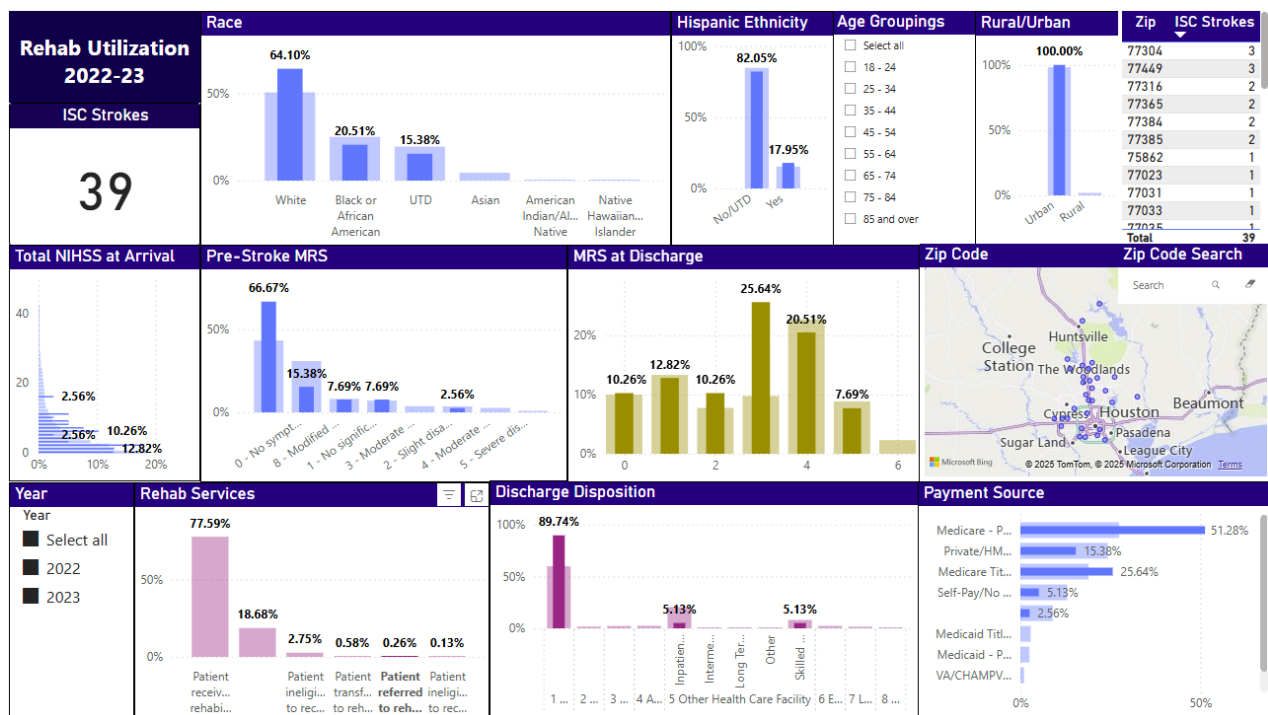 Rehab Utilization
2022-23
ISC Strokes
39
Race
64.10%
20.51%
15.38%
50%
0%
White
Black or
African
American
UTD
Asian
American
Indian/Al...
Native
Native
Hawaiian...
Islander
Hispanic Ethnicity
100%
82.05%
50%
17.95%
0%
No/UTD
Yes
Age Groupings
Select all
18 - 24
25 - 34
35 - 44
45 - 54
55 - 64
65 - 74
75 - 84
85 and over
Rural/Urban
100.00%
100%
50%
0%
Urban
Rural
Zip ISC Strokes
77304 3
77449 3
77316 2
77365 2
77384 2
77385 2
75862 1
77023 1
77031 1
77033 1
77035 1
Total 39
Total NIHSS at Arrival
40
20
2.56%
2.56%
10.26%
12.82%
0
0% 10% 20%
Pre-Stroke MRS
66.67%
50%
15.38%
7.69%
7.69%
2.56%
0%
0 - No sympt...
8 - Modified ...
1 - No signific...
3 - Moderate ...
2 - Slight disa...
4 - Moderate ...
5 - Severe dis...
MRS at Discharge
25.64%
20.51%
20%
12.82%
10.26%
10.26%
7.69%
10%
0%
0 2 4 6
Zip Code
Zip Code Search
Search
Huntsville
College
Station
The Woodlands
Cypress
Houston
Beaumont
Pasadena
Sugar Land
League City
Microsoft Bing
© 2025 TomTom, © 2025 Microsoft Corporation Terms
Year
Year
Select all
2022
2023
Rehab Services
77.59%
50%
18.68%
2.75%
0.58%
0.26%
0.13%
0%
Patient
receiv...
rehabi...
Patient
ineligi...
to rec...
Patient
transf...
to reh...
Patient
referred
to reh...
Patient
ineligi...
to rec...
Discharge Disposition
100%
89.74%
50%
5.13%
5.13%
0%
Inpatien...
Interme...
Long Ter...
Other
Skilled ...
1 ... 2 ... 3 ... 4 A... 5 Other Health Care Facility 6 E... 7 L... 8 ...
Payment Source
Medicare - P... 51.28%
Private/HM... 15.38%
Medicare Tit... 25.64%
Self-Pay/No ... 5.13%
2.56%
Medicaid Titl...
Medicaid - P...
VA/CHAMPV...
0% 50%